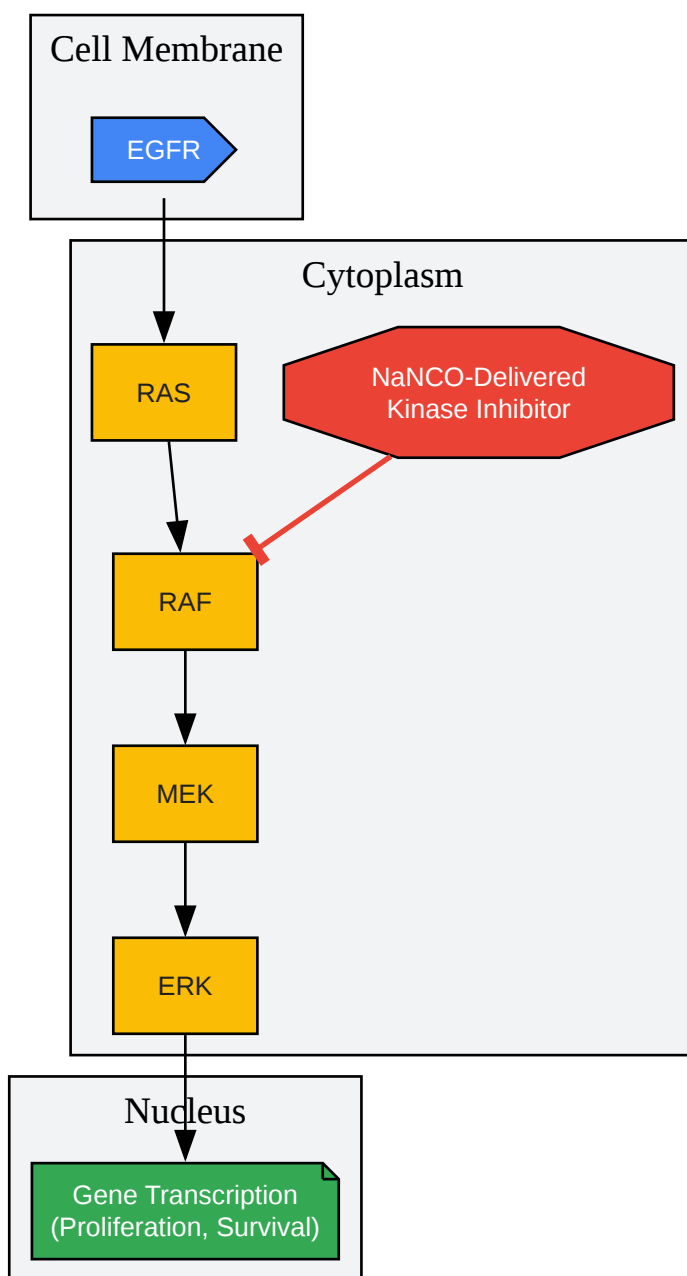 Cell Membrane
EGFR
Cytoplasm
RAS
NaNCO-Delivered
Kinase Inhibitor
RAF
MEK
ERK
Nucleus
Gene Transcription
(Proliferation, Survival)